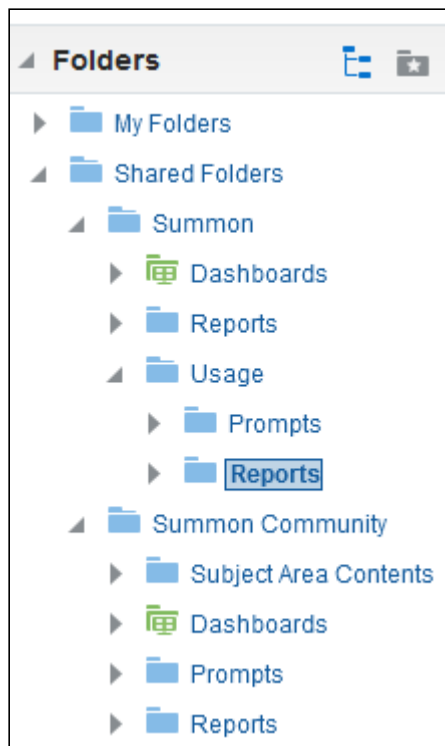 Folders
My Folders
Shared Folders
Summon
Dashboards
Reports
Usage
Prompts
Reports
Summon Community
Subject Area Contents
Dashboards
Prompts
Reports